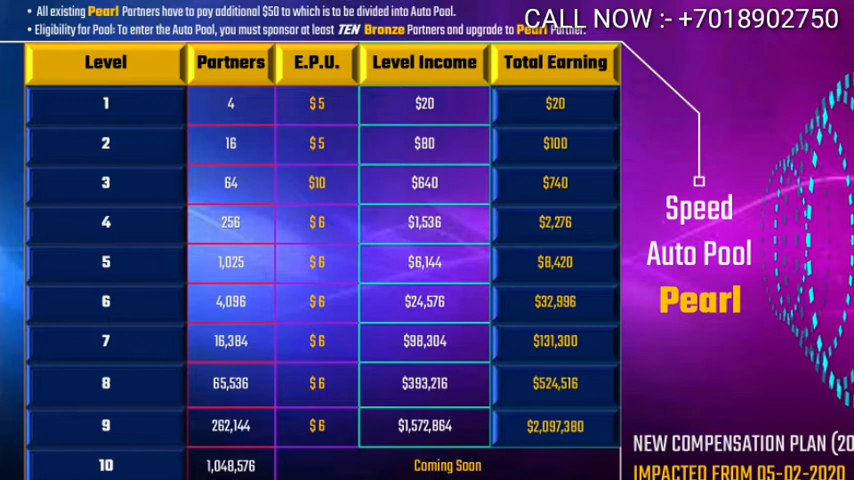 • All existing Pearl Partners have to pay additional $50 to which is to be divided into Auto Pool.
CALL NOW :- +7018902750
• Eligibility for Pool: To enter the Auto Pool, you must sponsor at least TEN Bronze Partners and upgrade to Pearl Partner.
Level Partners E.P.U. Level Income Total Earning
1 4 $ 5 $20 $20
2 16 $ 5 $80 $100
3 64 $10 $640 $740
4 256 $ 6 $1,536 $2,276
5 1,025 $ 6 $6,144 $8,420
6 4,096 $ 6 $24,576 $32,996
7 16,384 $ 6 $98,304 $131,300
8 65,536 $ 6 $393,216 $524,516
9 262,144 $ 6 $1,572,864 $2,097,380
10 1,048,576 Coming Soon
Speed
Auto Pool
Pearl
NEW COMPENSATION PLAN (20
IMPACTED FROM 05-02-2020